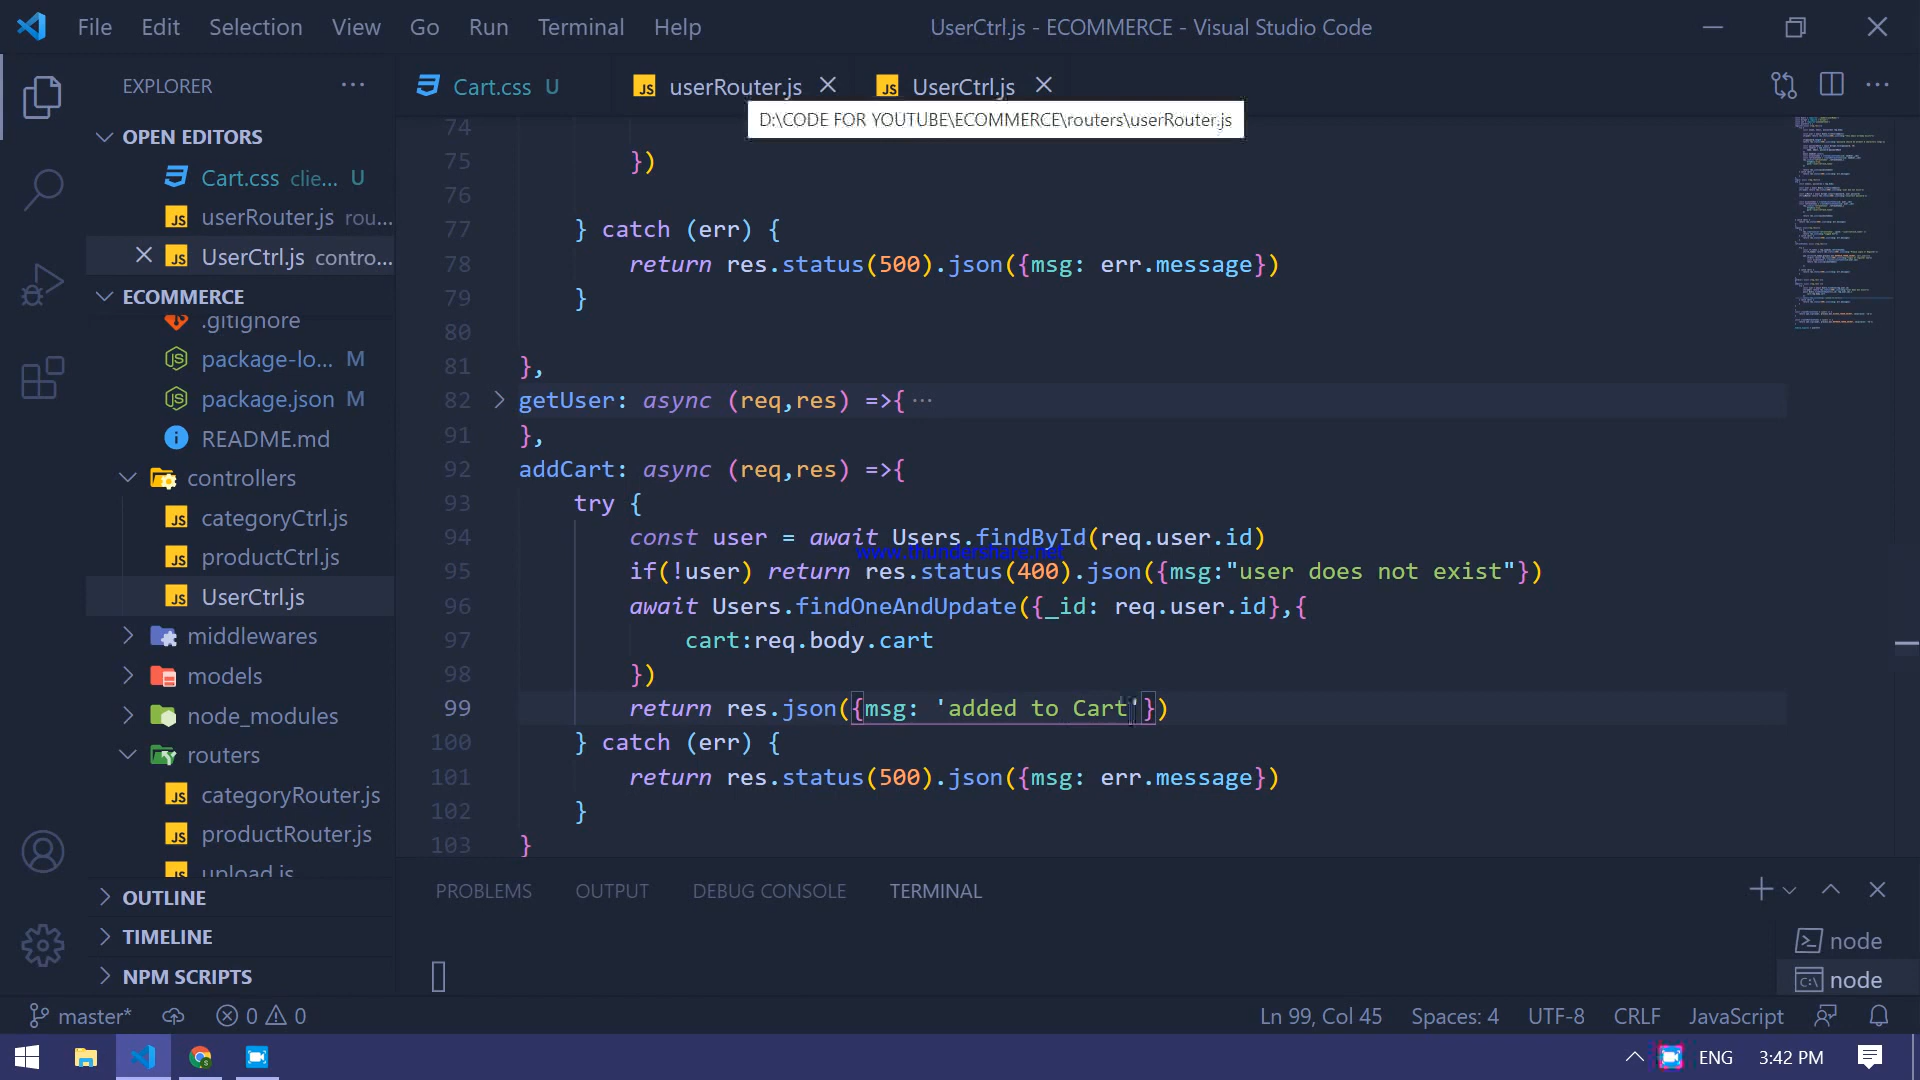 File Edit Selection View Go Run Terminal Help
UserCtrl.js - ECOMMERCE - Visual Studio Code
EXPLORER
Cart.css U
userRouter.js
UserCtrl.js
D:\CODE FOR YOUTUBE\ECOMMERCE\routers\userRouter.js
OPEN EDITORS
Cart.css clie... U
userRouter.js rou...
UserCtrl.js contro...
ECOMMERCE
.gitignore
package-lo... M
package.json M
README.md
controllers
categoryCtrl.js
productCtrl.js
UserCtrl.js
middlewares
models
node_modules
routers
categoryRouter.js
productRouter.js
upload.js
OUTLINE
TIMELINE
NPM SCRIPTS
74
75 })
76
77 } catch (err) {
78 return res.status(500).json({msg: err.message})
79 }
80
81 },
82 getUser: async (req,res) =>{ ···
91 },
92 addCart: async (req,res) =>{
93 try {
94 const user = await Users.findById(req.user.id)
www.thundershare.net
95 if(!user) return res.status(400).json({msg:"user does not exist"})
96 await Users.findOneAndUpdate({_id: req.user.id},{
97 cart:req.body.cart
98 })
99 return res.json({msg: 'added to Cart'})
100 } catch (err) {
101 return res.status(500).json({msg: err.message})
102 }
103 }
PROBLEMS OUTPUT DEBUG CONSOLE TERMINAL
node
node
master* 0 0
Ln 99, Col 45 Spaces: 4 UTF-8 CRLF JavaScript
ENG 3:42 PM